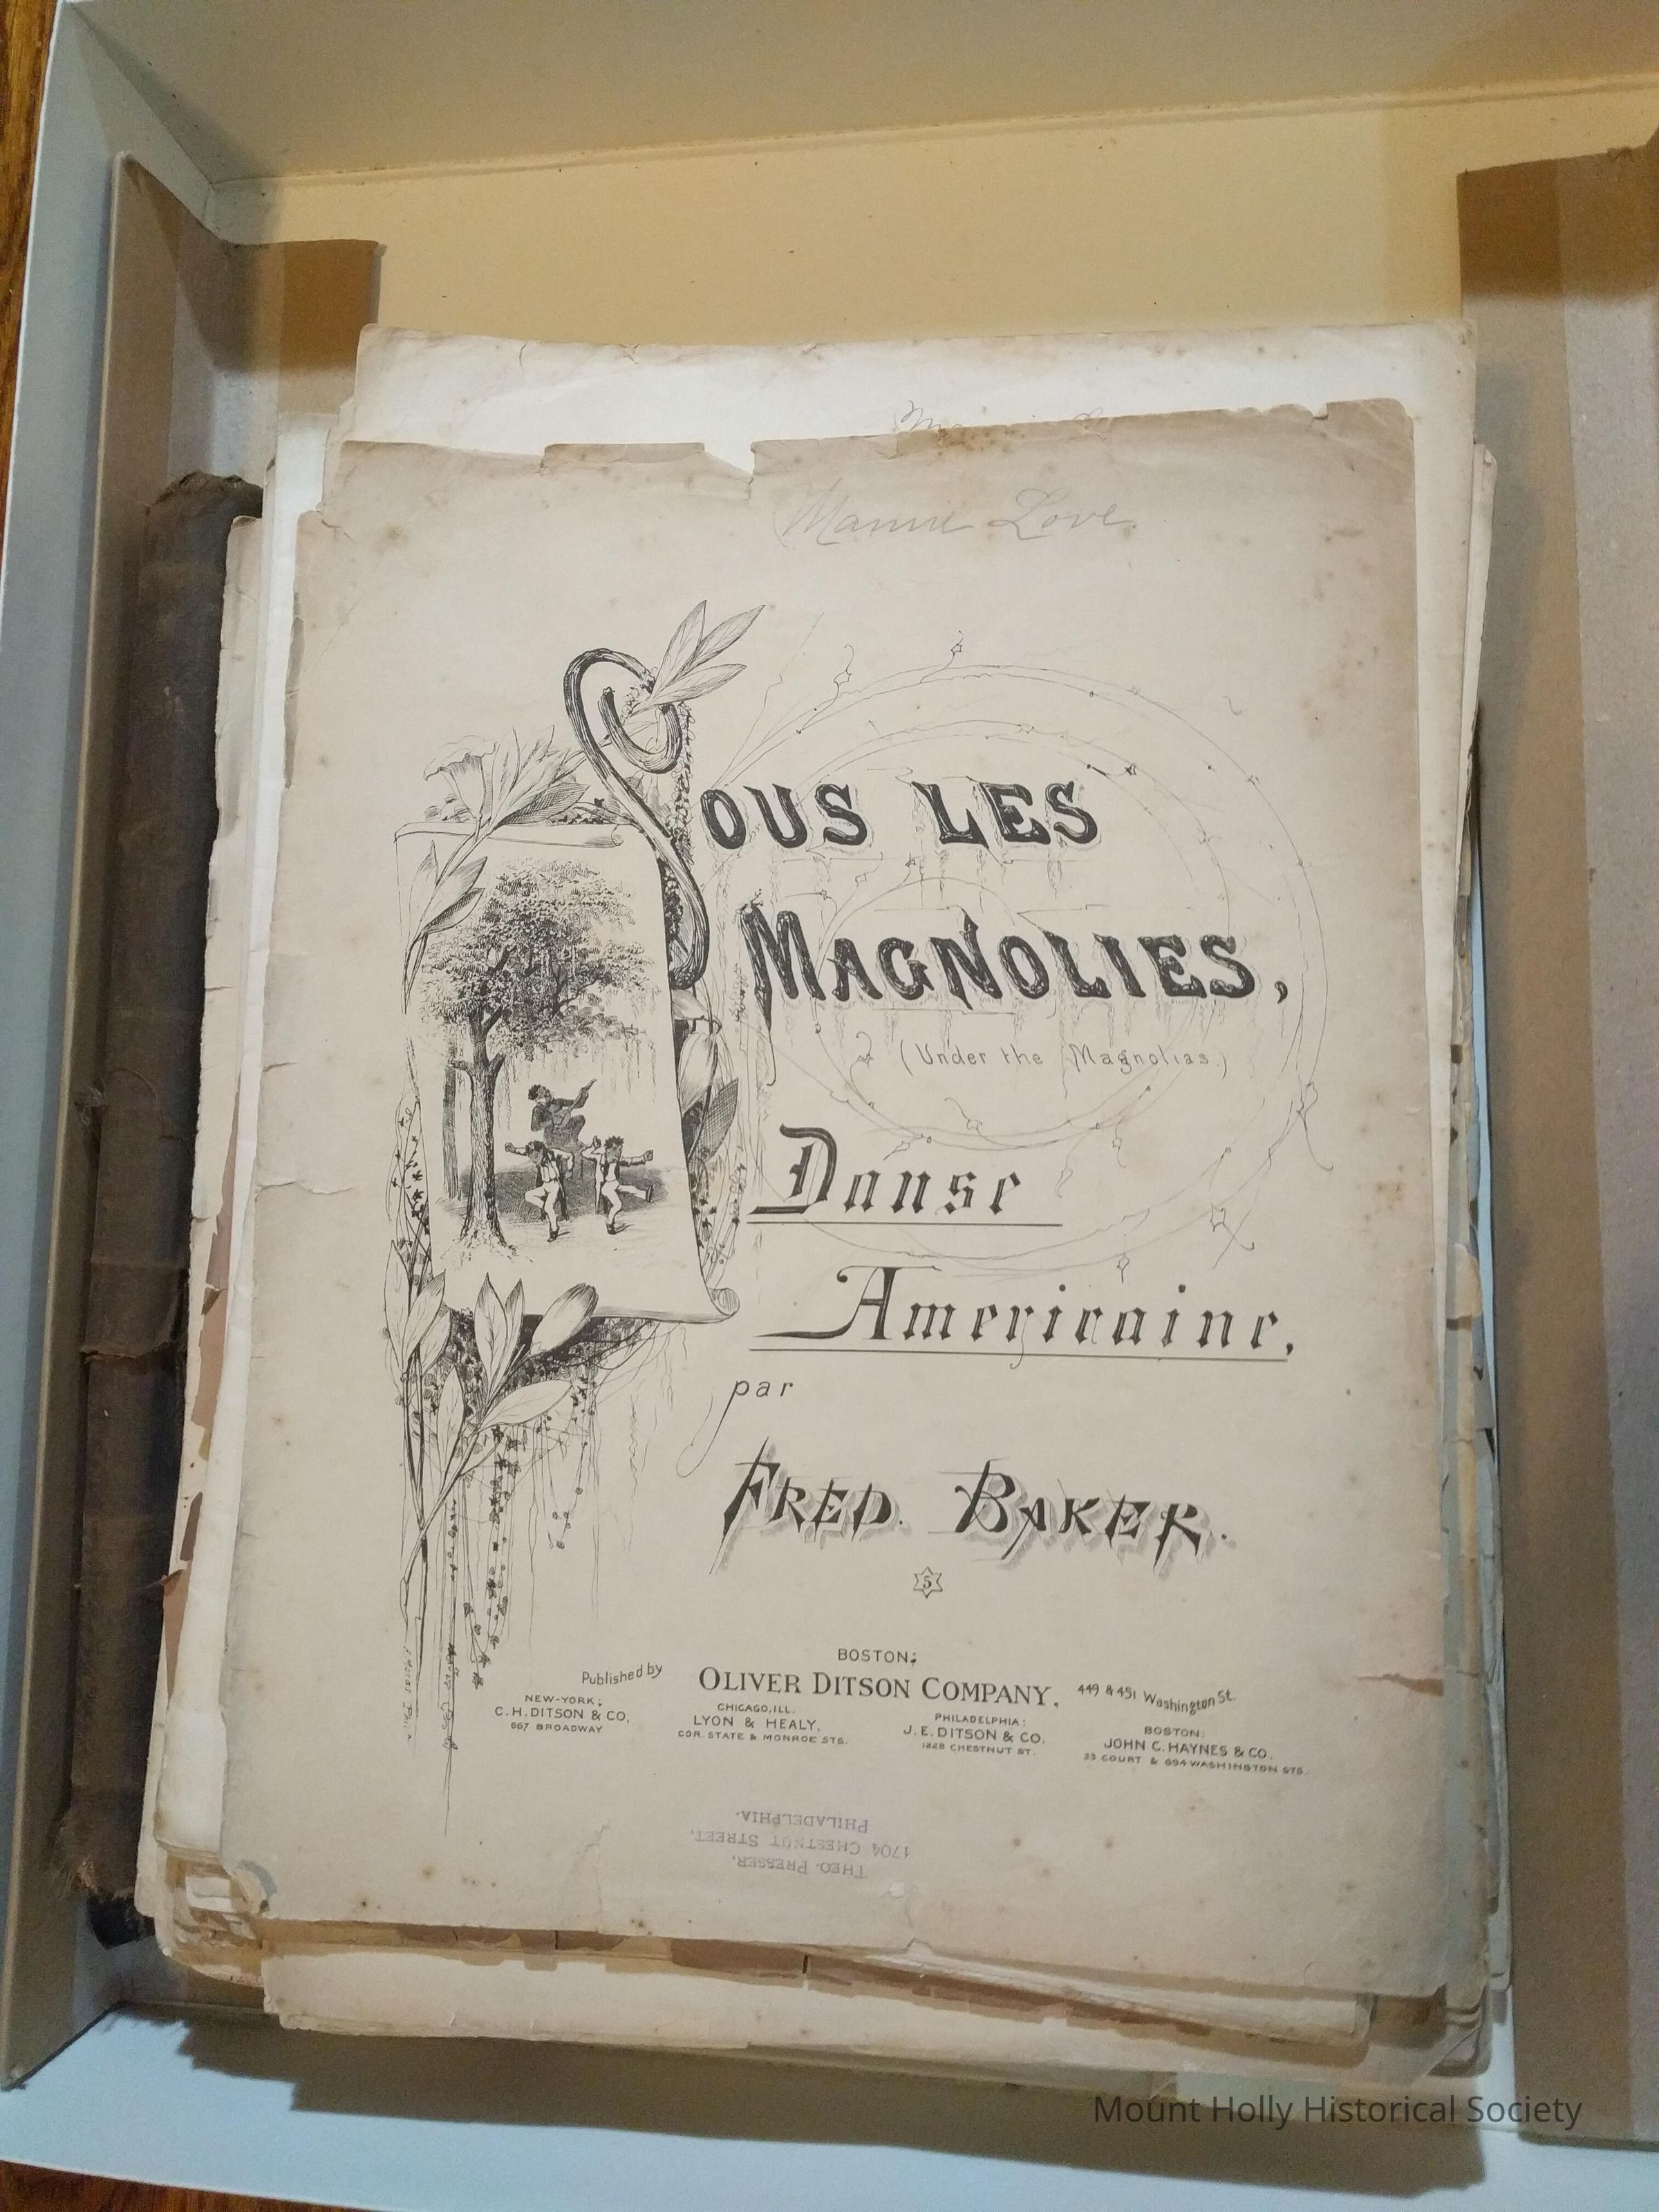 Mamie Love.
SOUS LES
MAGNOLIES,
(Under the Magnolias.)
Danse
Americaine.
par
FRED. BAKER.
5
BOSTON:
Published by OLIVER DITSON COMPANY, 449 & 451 Washington St.
NEW-YORK:
C.H.DITSON & CO,
867 BROADWAY
CHICAGO, ILL.
LYON & HEALY,
COR. STATE & MONROE STS.
PHILADELPHIA:
J.E.DITSON & CO.
1228 CHESTNUT ST.
BOSTON:
JOHN C. HAYNES & CO.
33 COURT & 694 WASHINGTON STS.
THEO. PRESSER,
1704 CHESTNUT STREET,
PHILADELPHIA.
Mount Holly Historical Society